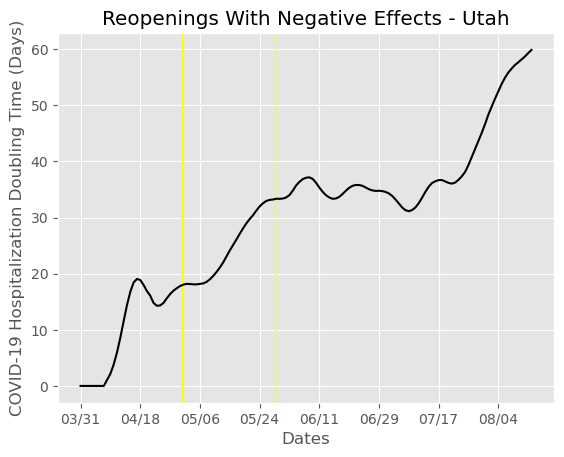 Reopenings With Negative Effects - Utah
COVID-19 Hospitalization Doubling Time (Days)
60
50
40
30
20
10
0
03/31 04/18 05/06 05/24 06/11 06/29 07/17 08/04
Dates